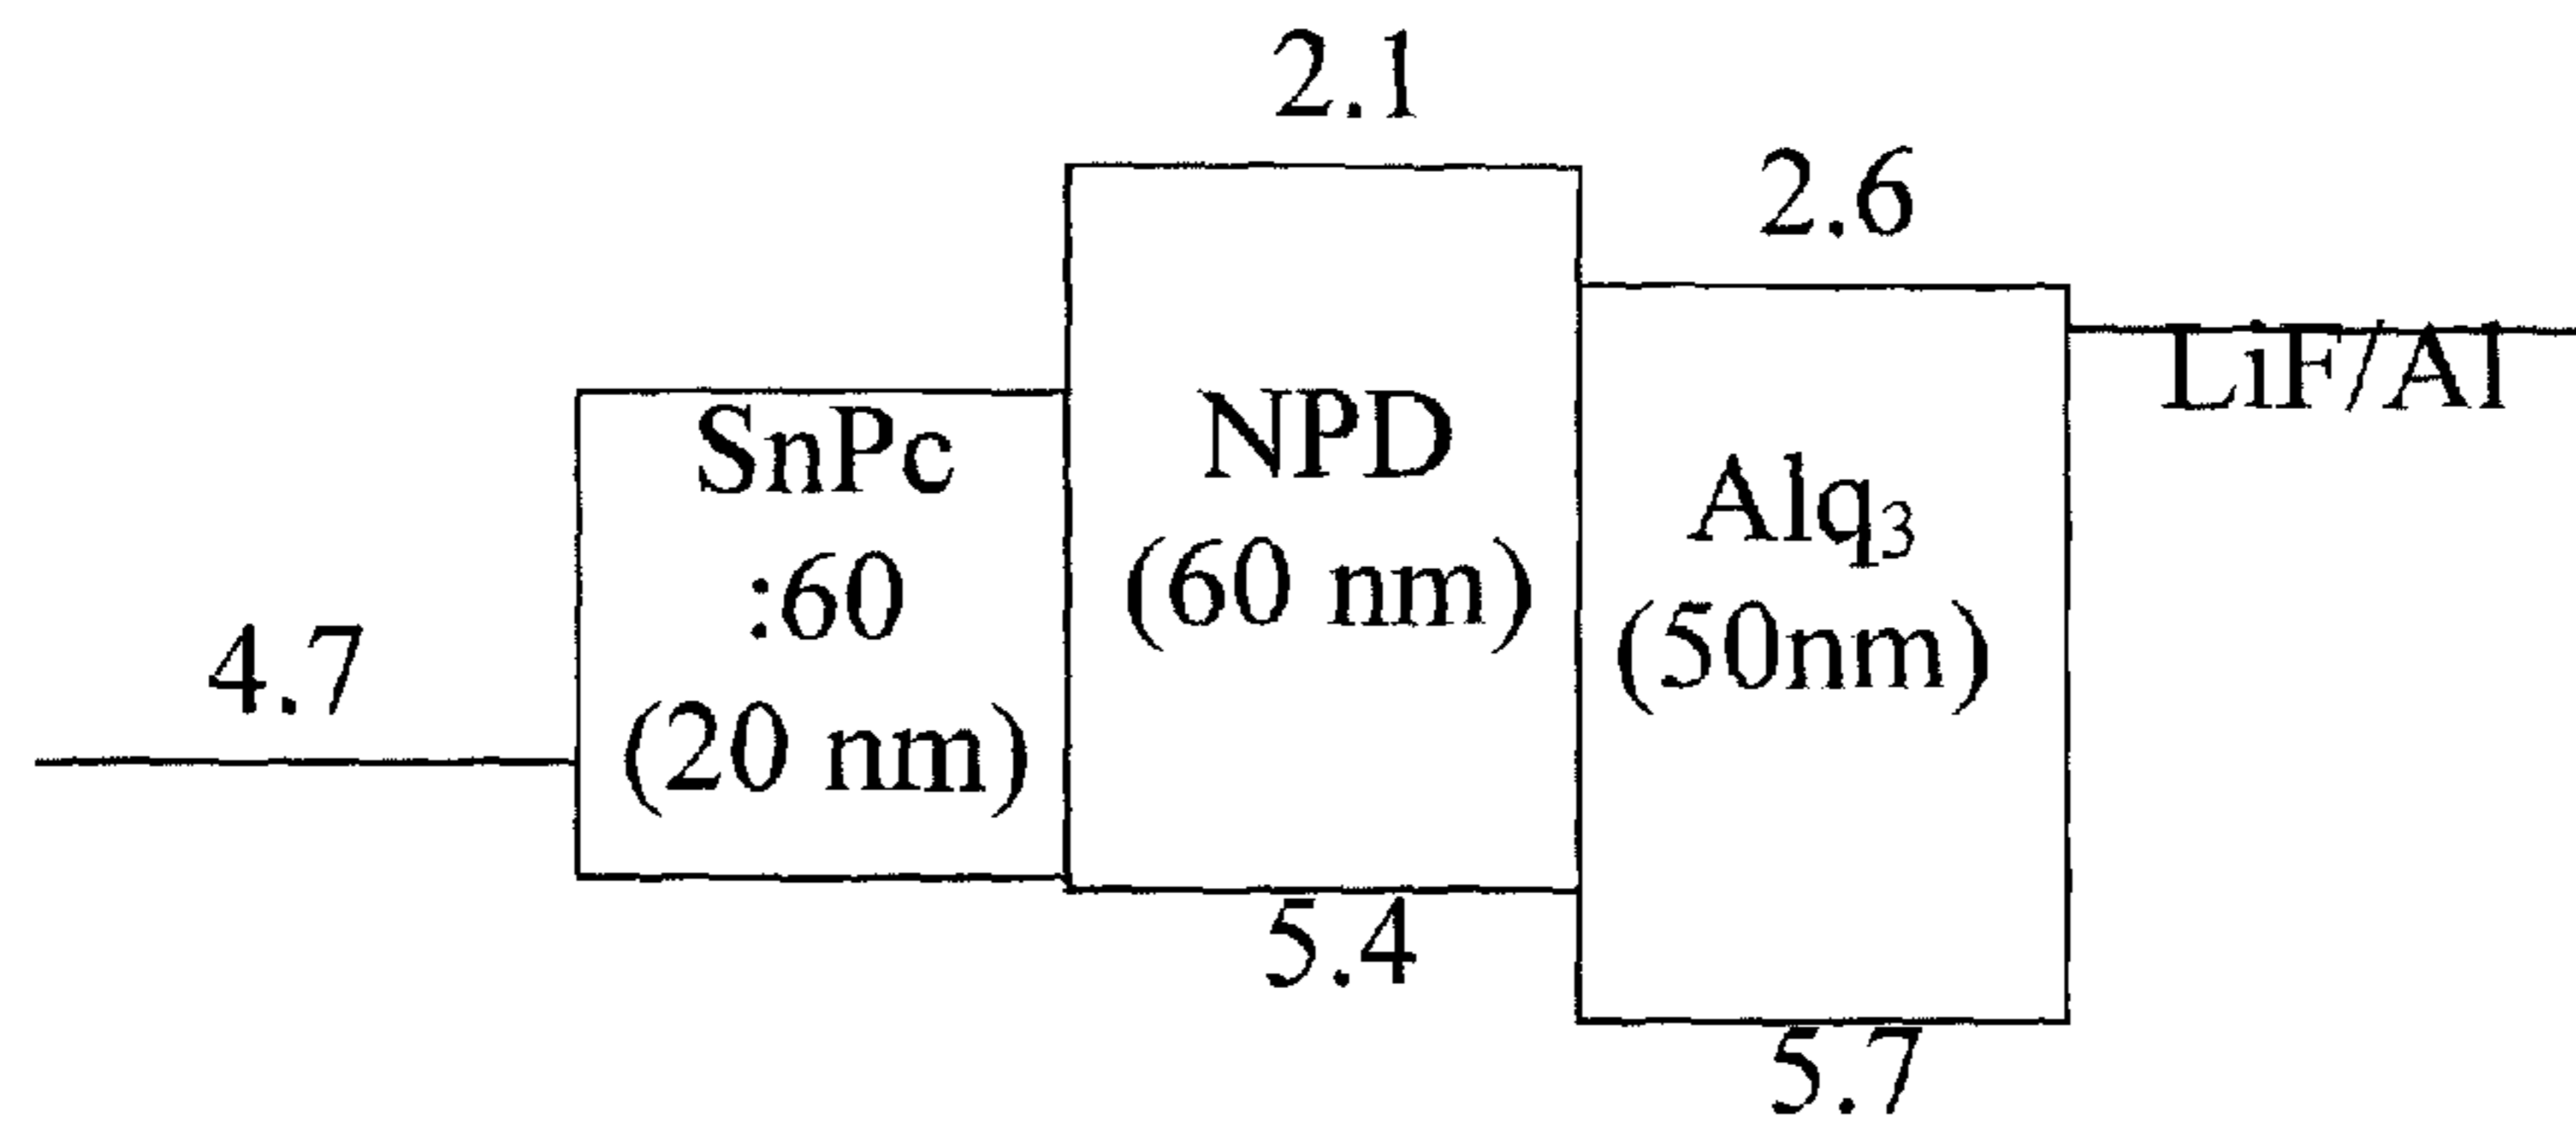 2.1
2.6
LiF/Al
SnPc
:60
(20 nm)
NPD
(60 nm)
Alq₃
(50nm)
4.7
5.4
5.7